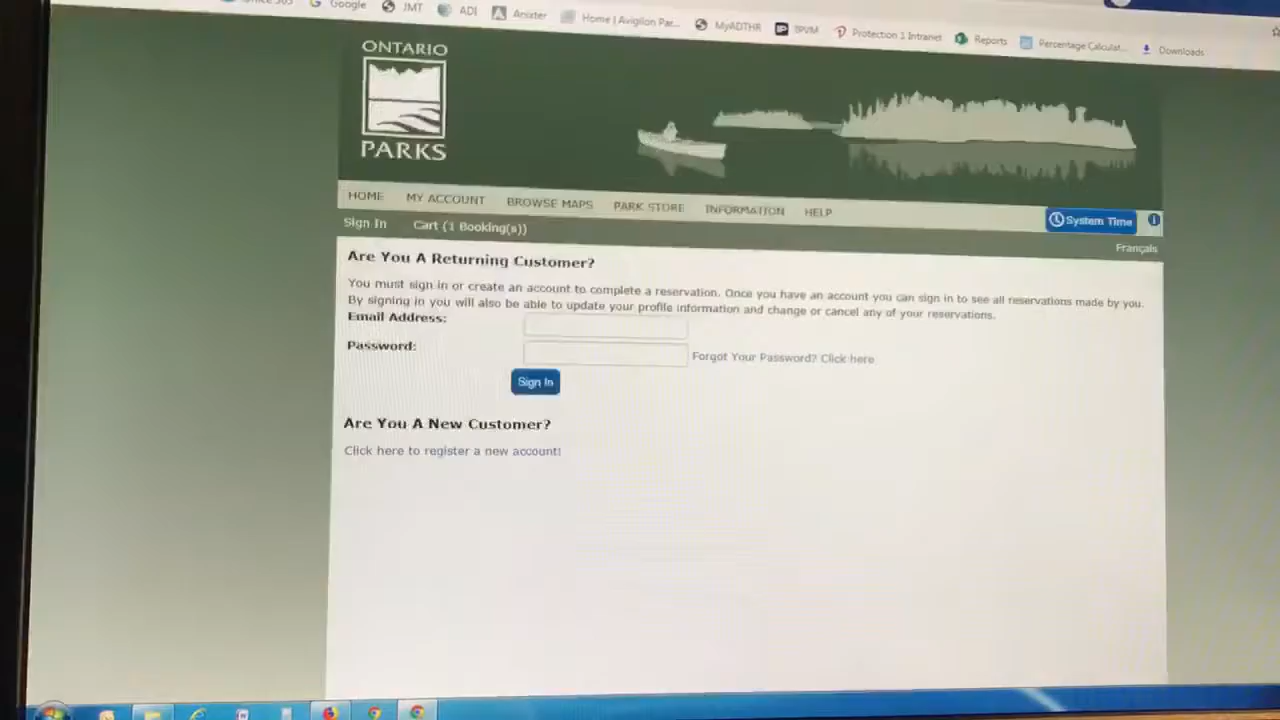 Google JMT ADI Anixter Home | Avigilon Par... MyADTHR IPVM Protection 1 Intranet Reports Percentage Calculat... Downloads
ONTARIO
PARKS
HOME MY ACCOUNT BROWSE MAPS PARK STORE INFORMATION HELP
System Time
Sign In Cart (1 Booking(s))
Français
Are You A Returning Customer?
You must sign in or create an account to complete a reservation. Once you have an account you can sign in to see all reservations made by you.
By signing in you will also be able to update your profile information and change or cancel any of your reservations.
Email Address:
Password:
Forgot Your Password? Click here
Sign In
Are You A New Customer?
Click here to register a new account!